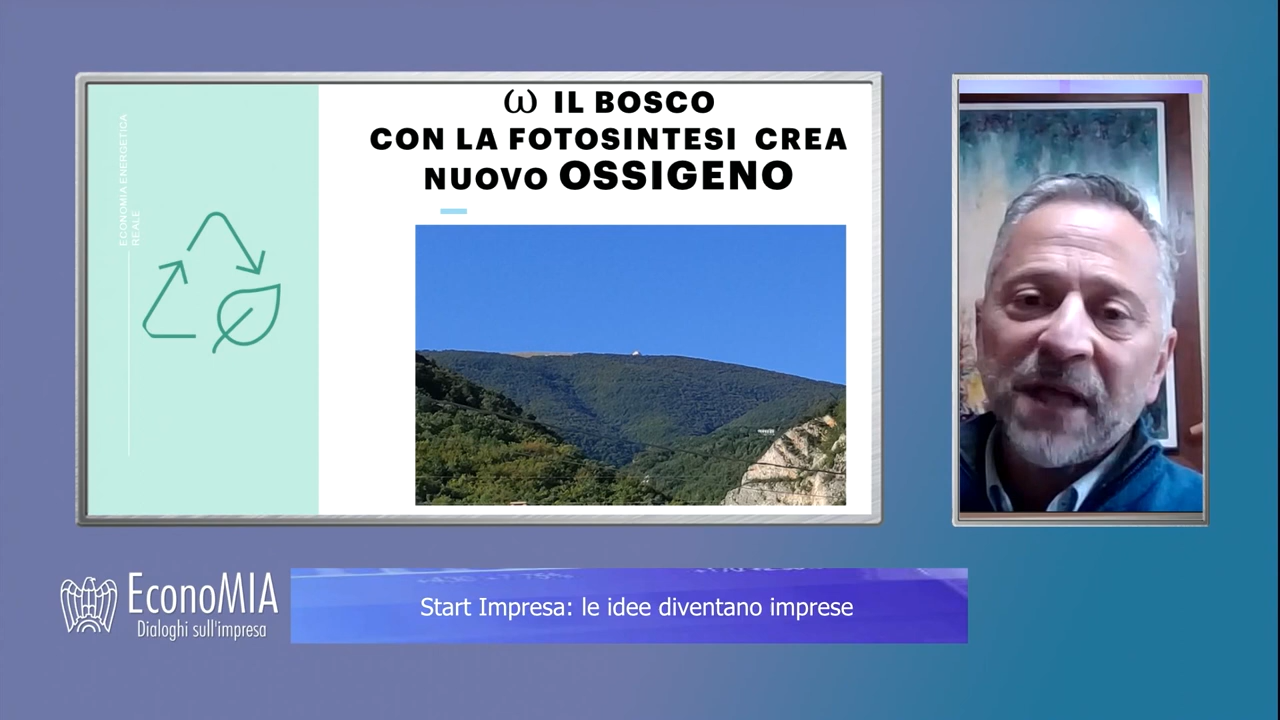 ECONOMIA ENERGETICA
REALE
ω IL BOSCO
CON LA FOTOSINTESI CREA
NUOVO OSSIGENO
EconoMIA
Dialoghi sull'impresa
Start Impresa: le idee diventano imprese